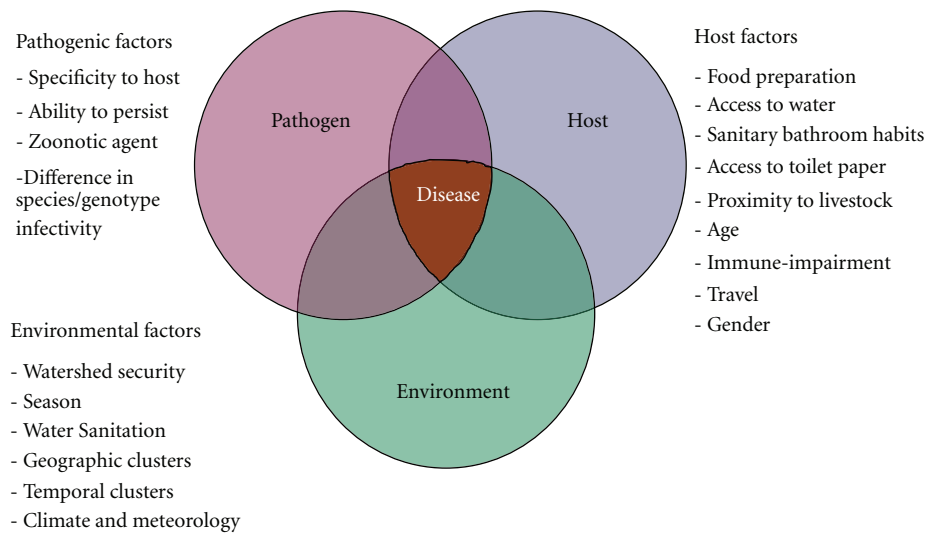 Pathogenic factors
- Specificity to host
- Ability to persist
- Zoonotic agent
-Difference in
species/genotype
infectivity
Pathogen
Host
Disease
Environment
Host factors
- Food preparation
- Access to water
- Sanitary bathroom habits
- Access to toilet paper
- Proximity to livestock
- Age
- Immune-impairment
- Travel
- Gender
Environmental factors
- Watershed security
- Season
- Water Sanitation
- Geographic clusters
- Temporal clusters
- Climate and meteorology